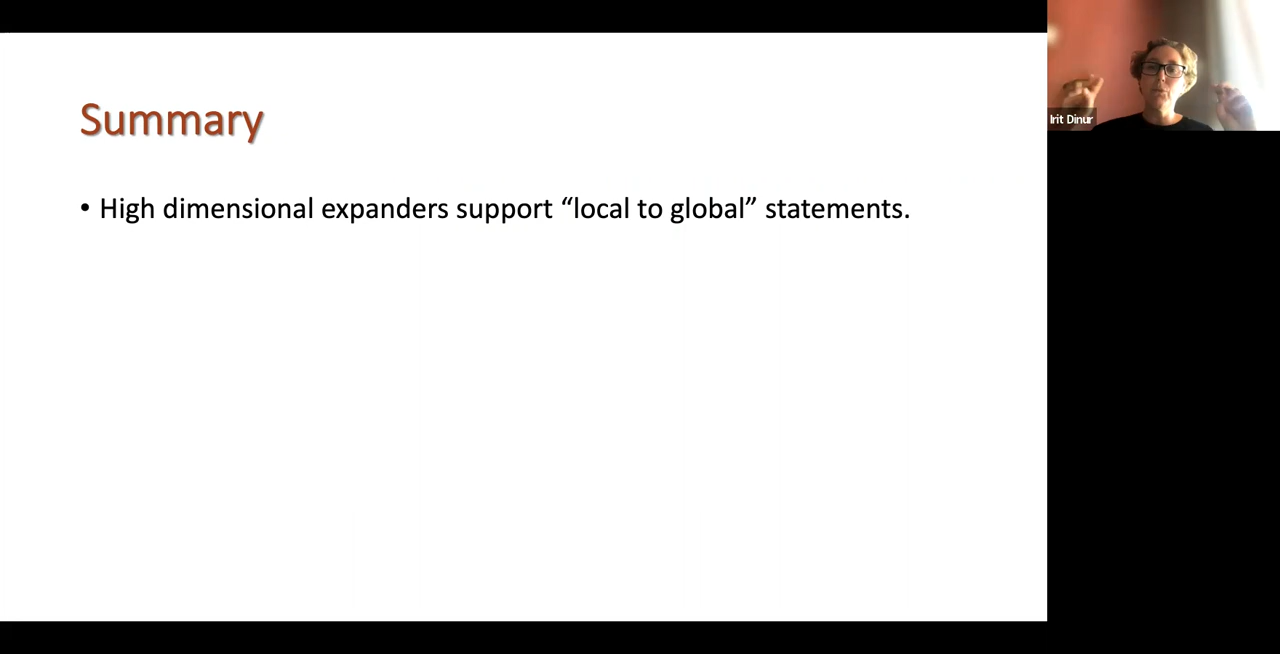 Summary
• High dimensional expanders support “local to global” statements.
Irit Dinur